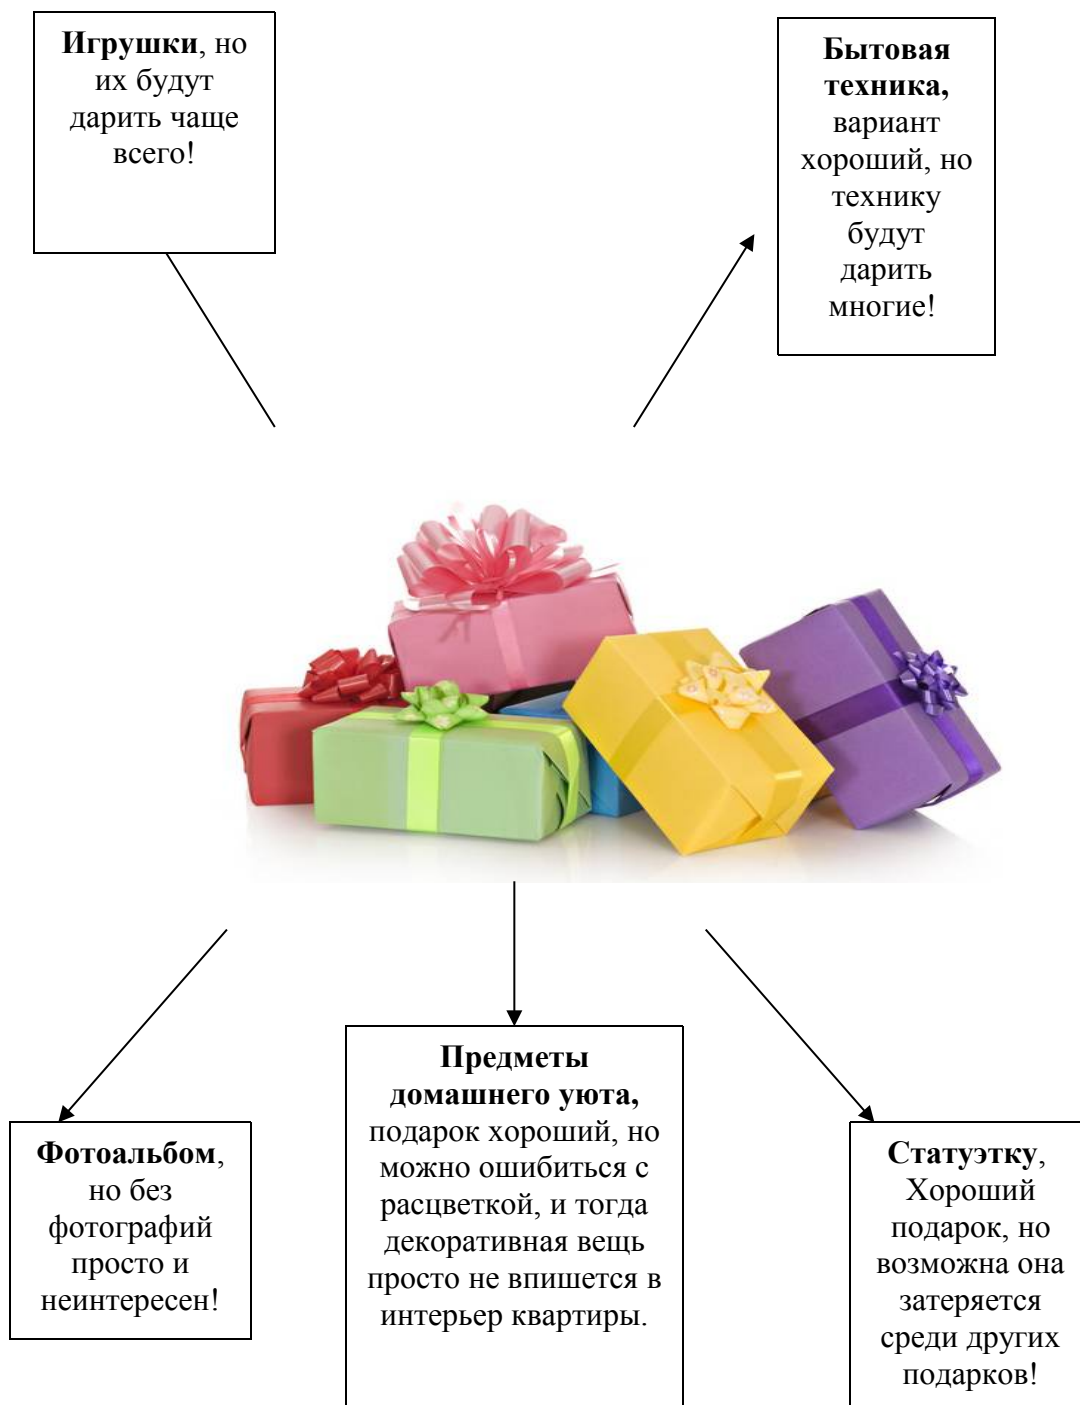 Игрушки, но
их будут
дарить чаще
всего!
Бытовая
техника,
вариант
хороший, но
технику
будут
дарить
многие!
Фотоальбом,
но без
фотографий
просто и
неинтересен!
Предметы
домашнего уюта,
подарок хороший, но
можно ошибиться с
расцветкой, и тогда
декоративная вещь
просто не впишется в
интерьер квартиры.
Статуэтку,
Хороший
подарок, но
возможна она
затеряется
среди других
подарков!